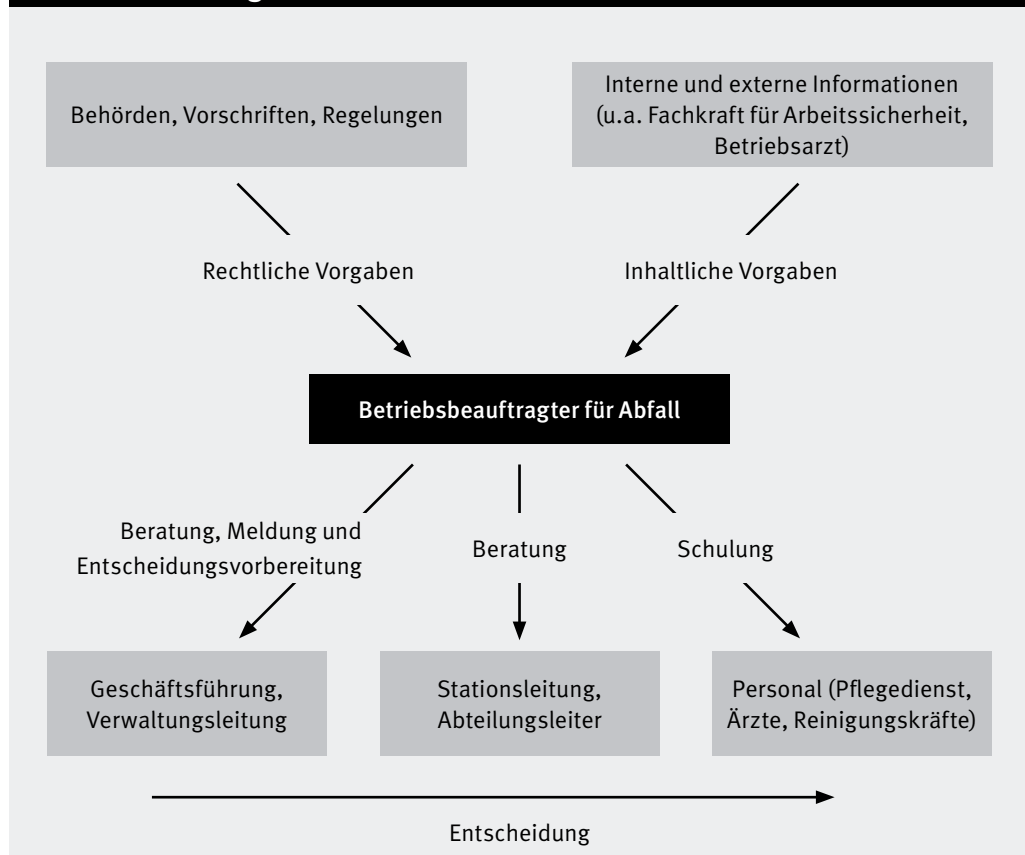 Behörden, Vorschriften, Regelungen
Interne und externe Informationen
(u.a. Fachkraft für Arbeitssicherheit,
Betriebsarzt)
Rechtliche Vorgaben
Inhaltliche Vorgaben
Betriebsbeauftragter für Abfall
Beratung, Meldung und
Entscheidungsvorbereitung
Beratung
Schulung
Geschäftsführung,
Verwaltungsleitung
Stationsleitung,
Abteilungsleiter
Personal (Pflegedienst,
Ärzte, Reinigungskräfte)
Entscheidung